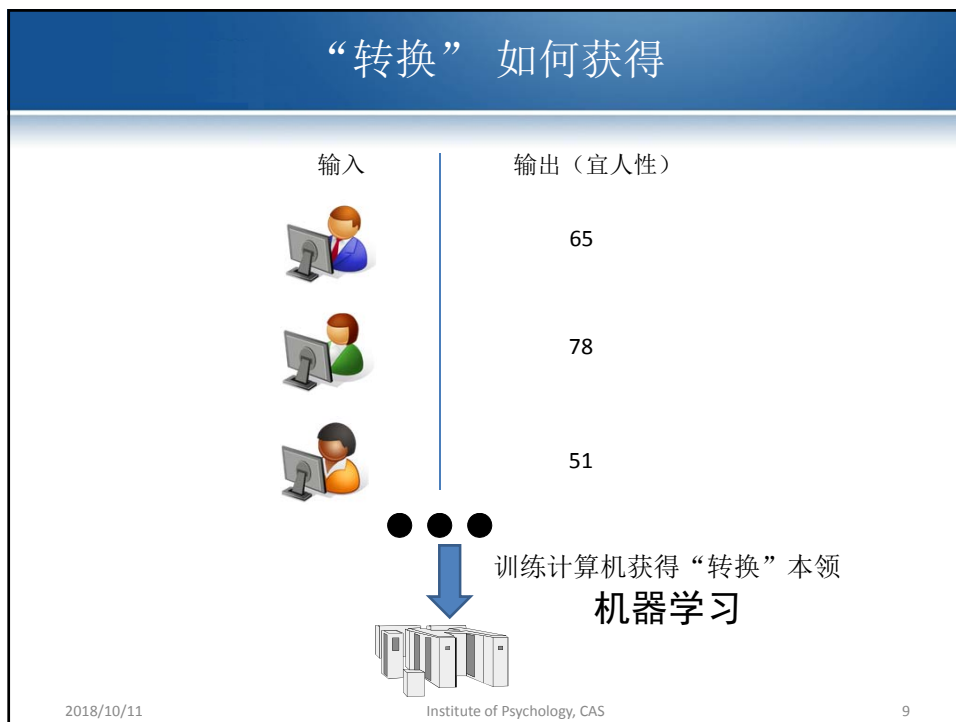 “转换” 如何获得
输入 输出（宜人性）
65
78
51
训练计算机获得“转换”本领
机器学习
2018/10/11 Institute of Psychology, CAS 9